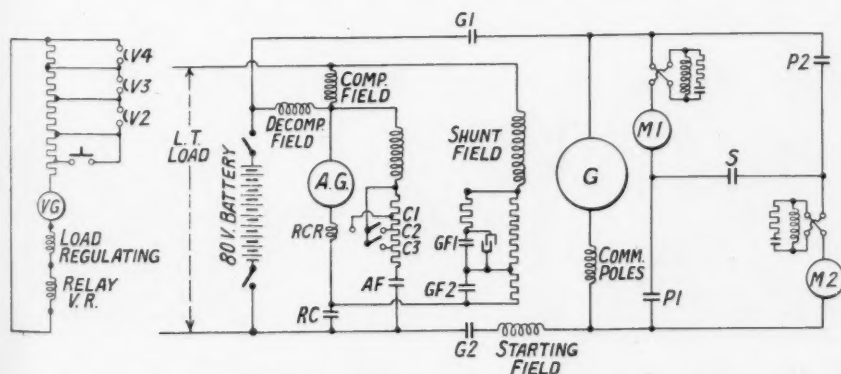 V4
V3
V2
VG
LOAD
REGULATING
RELAY
V.R.
L.T.
LOAD
80 V. BATTERY
G1
COMP.
FIELD
DECOMP.
FIELD
A.G.
RCR
RC
C1
C2
C3
AF
SHUNT
FIELD
GF1
GF2
G2
STARTING
FIELD
G
COMM.
POLES
M1
P2
S
P1
M2